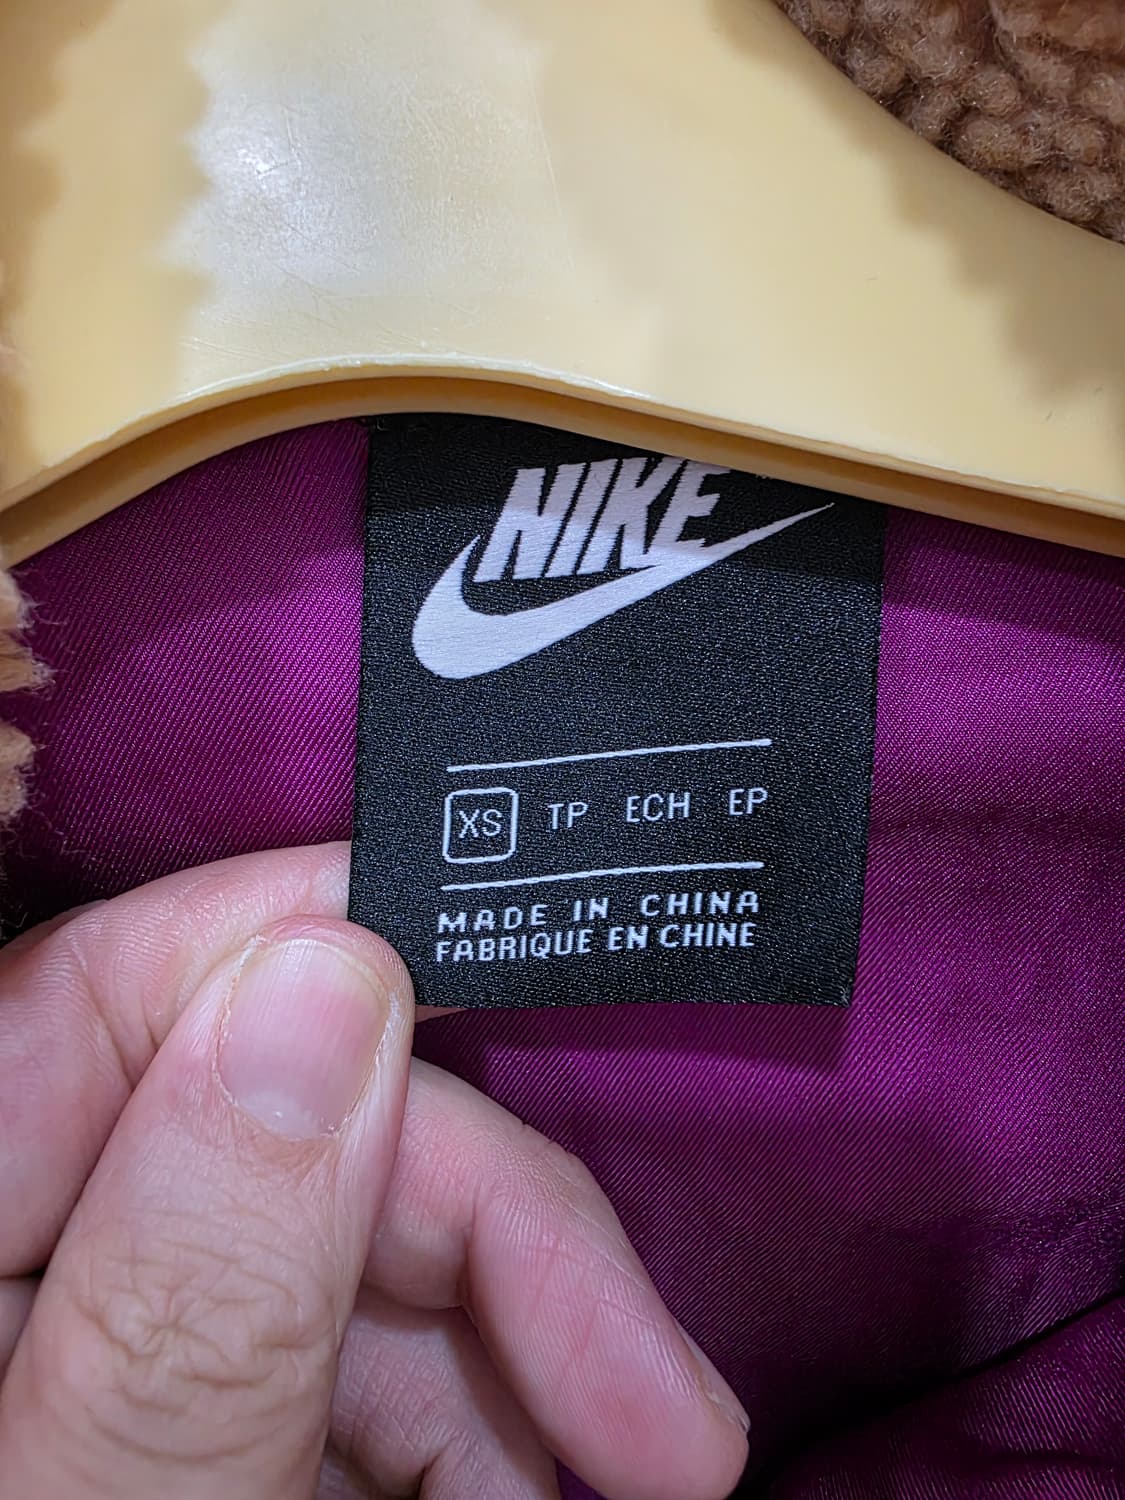 NIKE
XS TP ECH EP
MADE IN CHINA
FABRIQUE EN CHINE